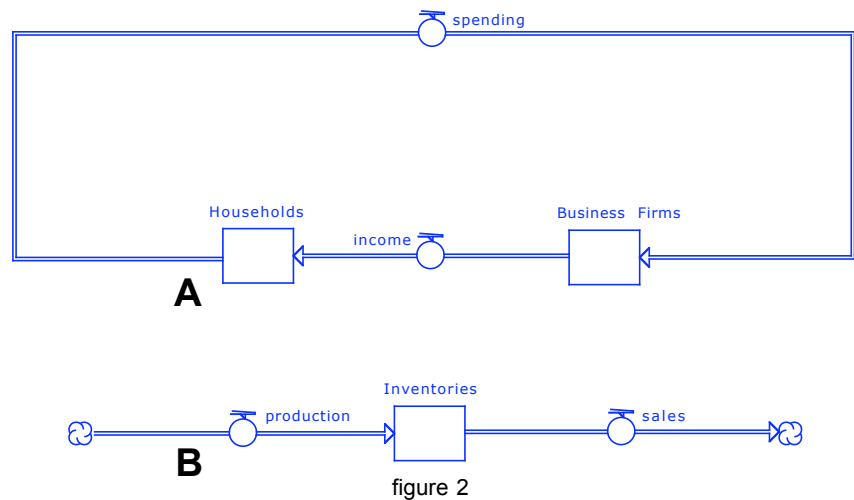 spending
Households
Business Firms
income
A
Inventories
production
sales
B
figure 2